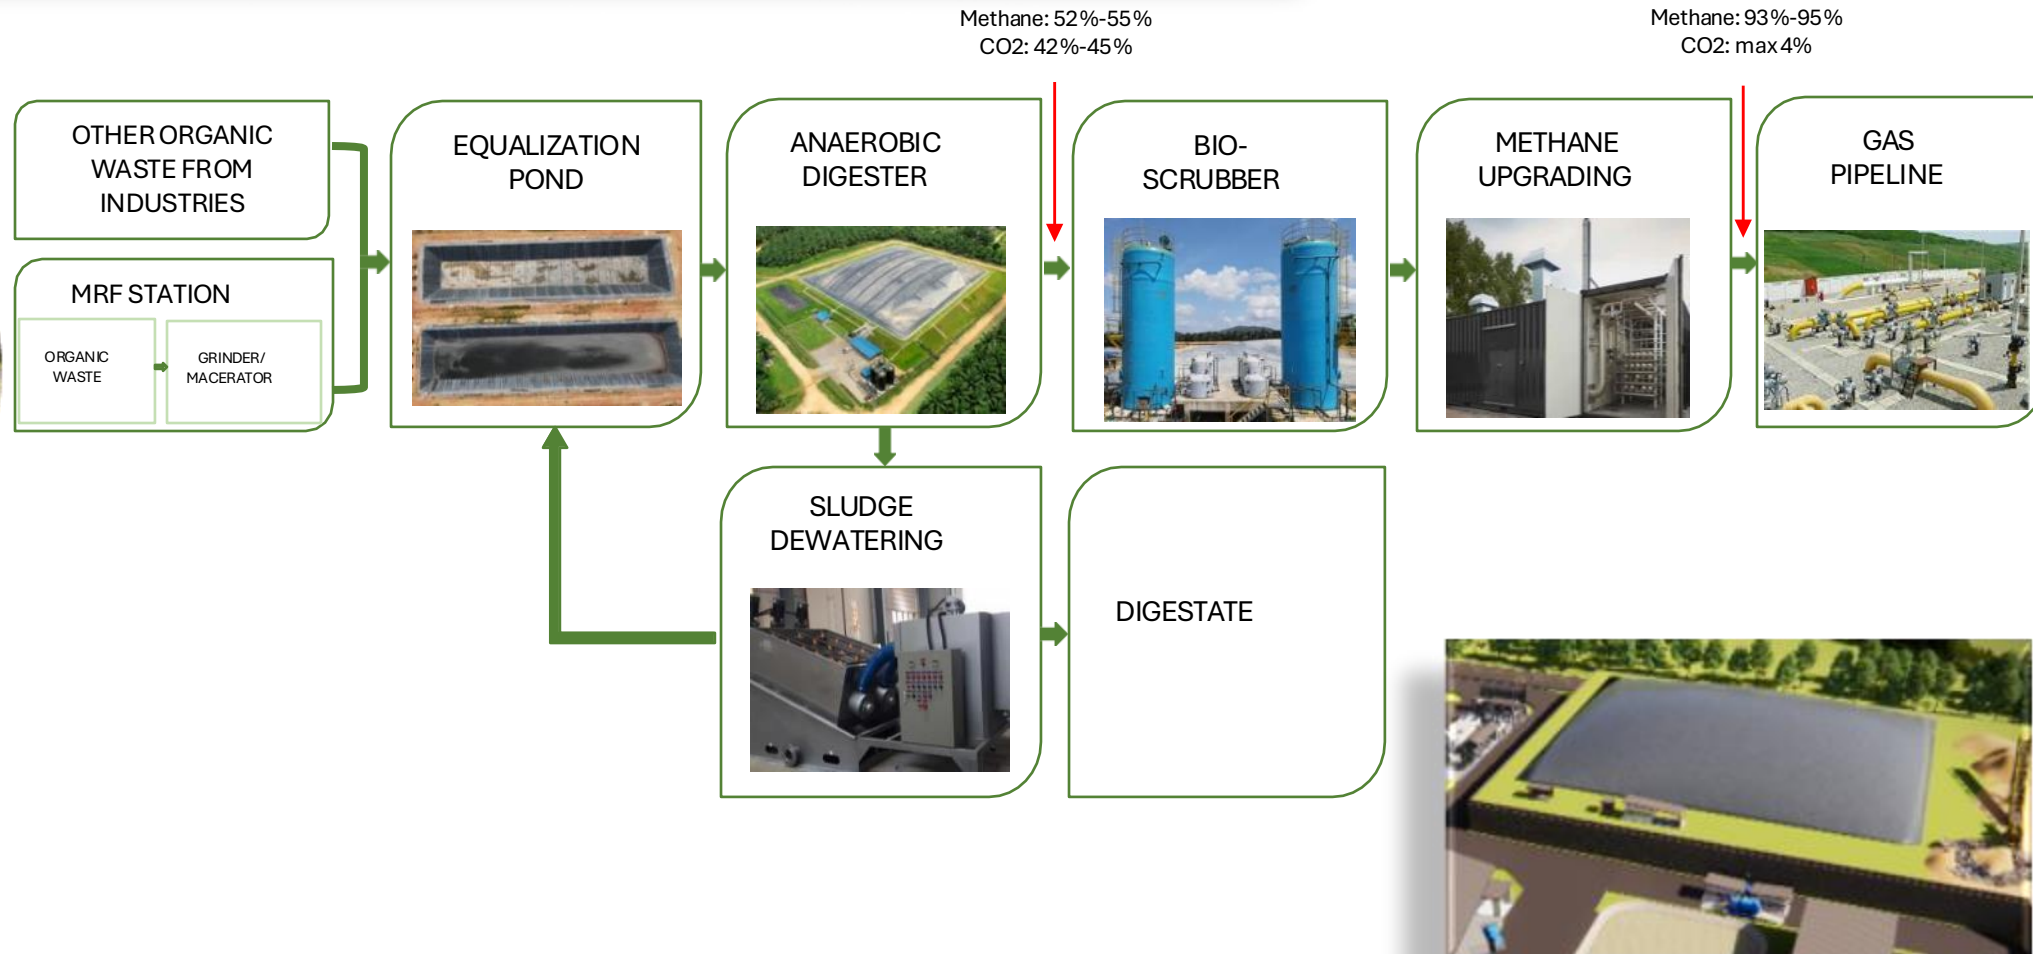 Methane: 52%-55%
CO2: 42%-45%
Methane: 93%-95%
CO2: max 4%
OTHER ORGANIC
WASTE FROM
INDUSTRIES
MRF STATION
ORGANIC
WASTE
GRINDER/
MACERATOR
EQUALIZATION
POND
ANAEROBIC
DIGESTER
BIO-
SCRUBBER
METHANE
UPGRADING
GAS
PIPELINE
SLUDGE
DEWATERING
DIGESTATE